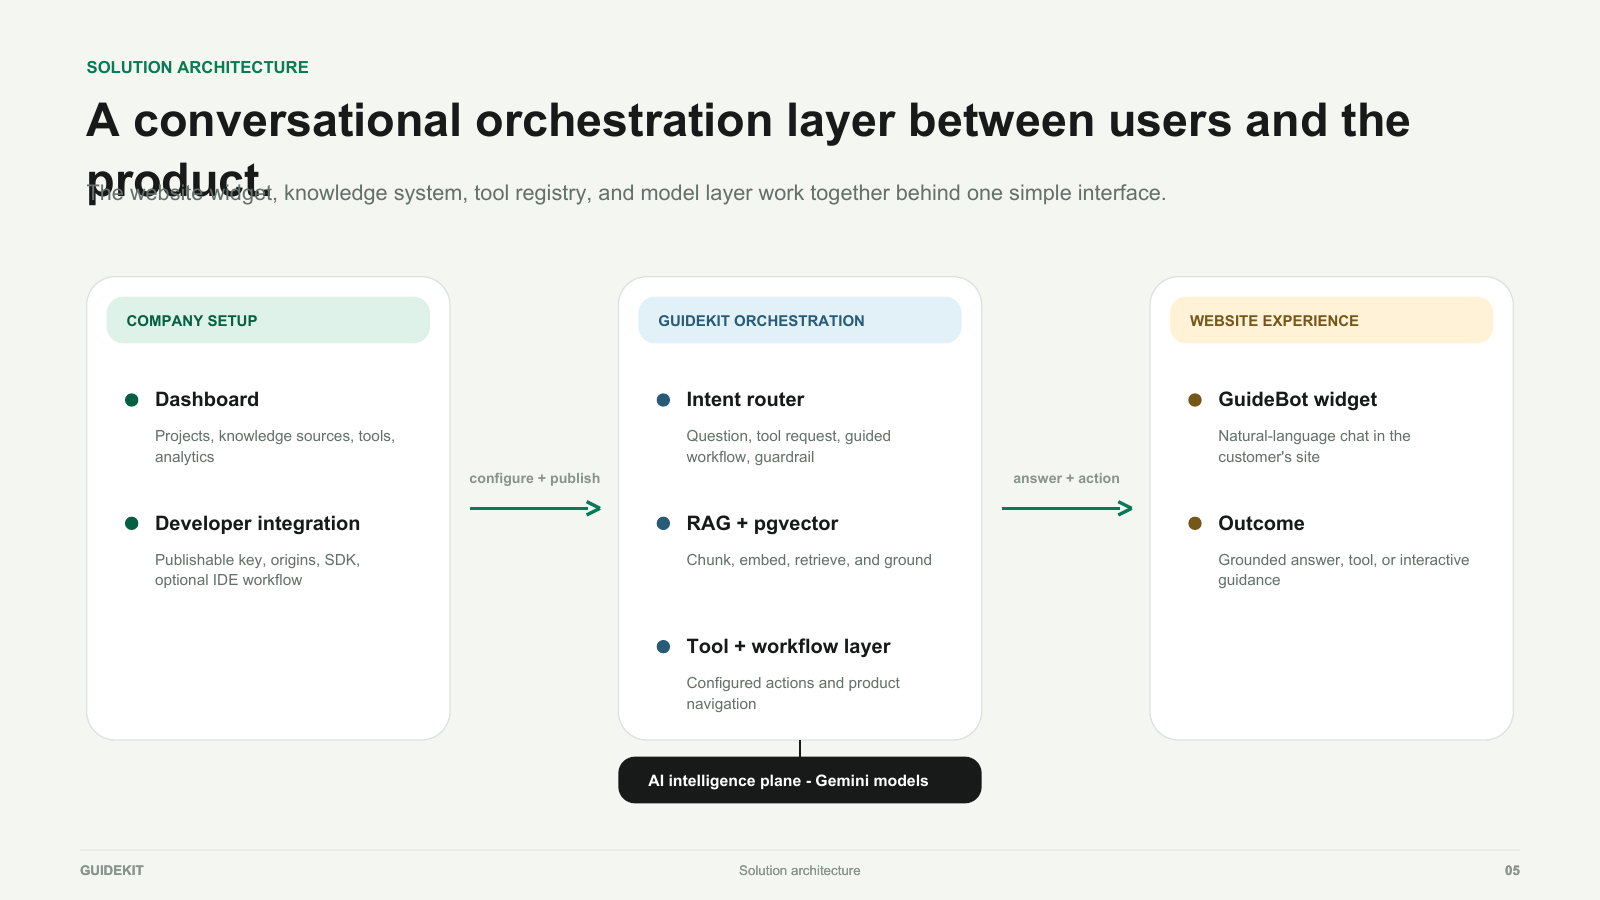 SOLUTION ARCHITECTURE
A conversational orchestration layer between users and the
product.
The website widget, knowledge system, tool registry, and model layer work together behind one simple interface.
COMPANY SETUP
Dashboard
Projects, knowledge sources, tools,
analytics
Developer integration
Publishable key, origins, SDK,
optional IDE workflow
configure + publish
GUIDEKIT ORCHESTRATION
Intent router
Question, tool request, guided
workflow, guardrail
RAG + pgvector
Chunk, embed, retrieve, and ground
Tool + workflow layer
Configured actions and product
navigation
AI intelligence plane - Gemini models
answer + action
WEBSITE EXPERIENCE
GuideBot widget
Natural-language chat in the
customer's site
Outcome
Grounded answer, tool, or interactive
guidance
GUIDEKIT
Solution architecture
05